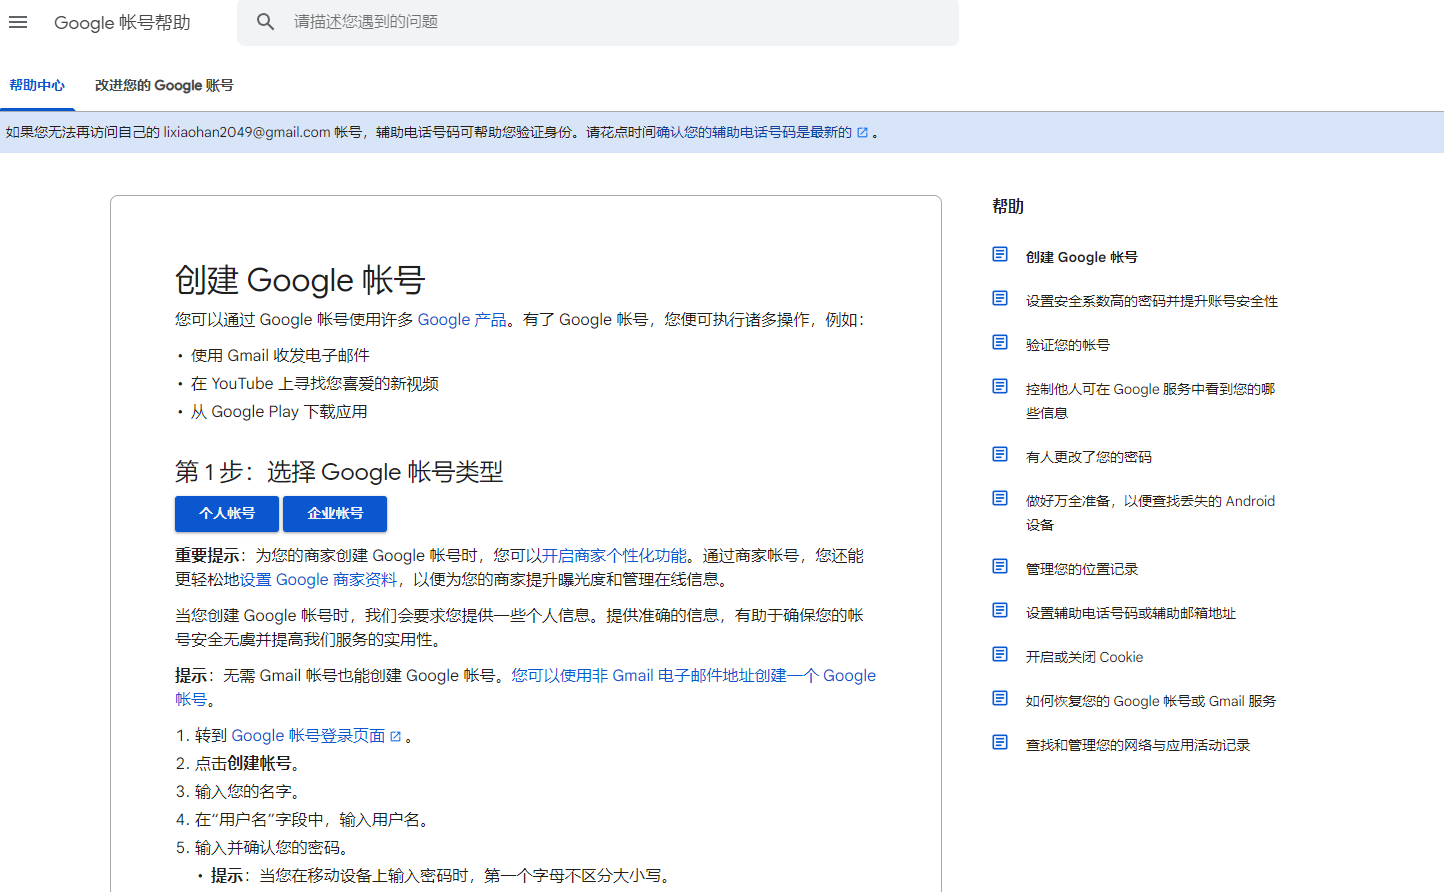 Google 帐号帮助
请描述您遇到的问题
帮助中心
改进您的 Google 账号
如果您无法再访问自己的 lixiaohan2049@gmail.com 帐号，辅助电话号码可帮助您验证身份。请花点时间确认您的辅助电话号码是最新的 。
创建 Google 帐号
您可以通过 Google 帐号使用许多 Google 产品。有了 Google 帐号，您便可执行诸多操作，例如：
• 使用 Gmail 收发电子邮件
• 在 YouTube 上寻找您喜爱的新视频
• 从 Google Play 下载应用
第 1 步：选择 Google 帐号类型
个人帐号
企业帐号
重要提示：为您的商家创建 Google 帐号时，您可以开启商家个性化功能。通过商家帐号，您还能
更轻松地设置 Google 商家资料，以便为您的商家提升曝光度和管理在线信息。
当您创建 Google 帐号时，我们会要求您提供一些个人信息。提供准确的信息，有助于确保您的帐
号安全无虞并提高我们服务的实用性。
提示：无需 Gmail 帐号也能创建 Google 帐号。您可以使用非 Gmail 电子邮件地址创建一个 Google
帐号。
1. 转到 Google 帐号登录页面 。
2. 点击创建帐号。
3. 输入您的名字。
4. 在“用户名”字段中，输入用户名。
5. 输入并确认您的密码。
• 提示：当您在移动设备上输入密码时，第一个字母不区分大小写。
帮助
创建 Google 帐号
设置安全系数高的密码并提升账号安全性
验证您的帐号
控制他人可在 Google 服务中看到您的哪
些信息
有人更改了您的密码
做好万全准备，以便查找丢失的 Android
设备
管理您的位置记录
设置辅助电话号码或辅助邮箱地址
开启或关闭 Cookie
如何恢复您的 Google 帐号或 Gmail 服务
查找和管理您的网络与应用活动记录